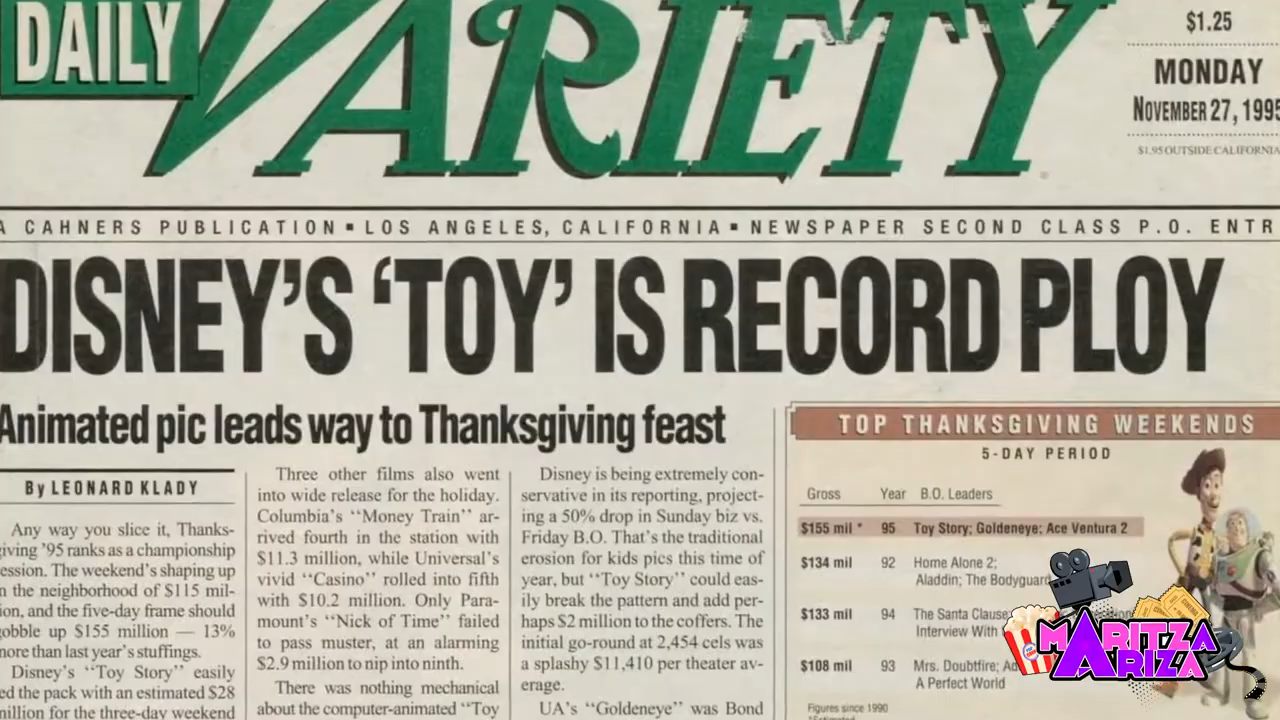 DAILY
VARIETY
$1.25
MONDAY
NOVEMBER 27, 1995
$1.95 OUTSIDE CALIFORNIA
A CAHNERS PUBLICATION ▪ LOS ANGELES, CALIFORNIA ▪ NEWSPAPER SECOND CLASS P.O. ENTR
DISNEY'S ‘TOY’ IS RECORD PLOY
Animated pic leads way to Thanksgiving feast
By LEONARD KLADY
Any way you slice it, Thanks-
giving '95 ranks as a championship
ession. The weekend's shaping up
n the neighborhood of $115 mil-
ion, and the five-day frame should
gobble up $155 million — 13%
more than last year's stuffings.
Disney's ‘‘Toy Story’’ easily
ed the pack with an estimated $28
million for the three-day weekend
Three other films also went
into wide release for the holiday.
Columbia's ‘‘Money Train’’ ar-
rived fourth in the station with
$11.3 million, while Universal's
vivid ‘‘Casino’’ rolled into fifth
with $10.2 million. Only Para-
mount's ‘‘Nick Of Time’’ failed
to pass muster, at an alarming
$2.9 million to nip into ninth.
There was nothing mechanical
about the computer-animated ‘‘Toy
Disney is being extremely con-
servative in its reporting, project-
ing a 50% drop in Sunday biz vs.
Friday B.O. That's the traditional
erosion for kids pics this time of
year, but ‘‘Toy Story’’ could eas-
ily break the pattern and add per-
haps $2 million to the coffers. The
initial go-round at 2,454 cels was
a splashy $11,410 per theater av-
erage.
UA's ‘‘Goldeneye’’ was Bond
TOP THANKSGIVING WEEKENDS
5-DAY PERIOD
Gross Year B.O. Leaders
$155 mil * 95 Toy Story; Goldeneye; Ace Ventura 2
$134 mil 92 Home Alone 2;
Aladdin; The Bodyguard
$133 mil 94 The Santa Clause;
Interview With
$108 mil 93 Mrs. Doubtfire; Ad
A Perfect World
Figures since 1990
*Estimated
MARITZA
ARIZA